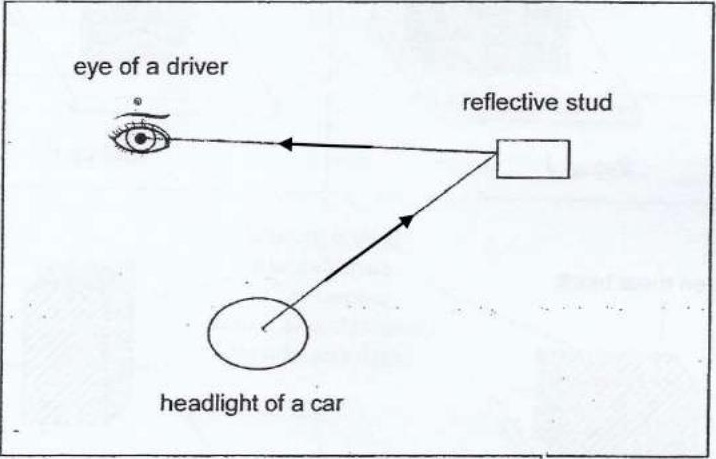 eye of a driver
reflective stud
headlight of a car